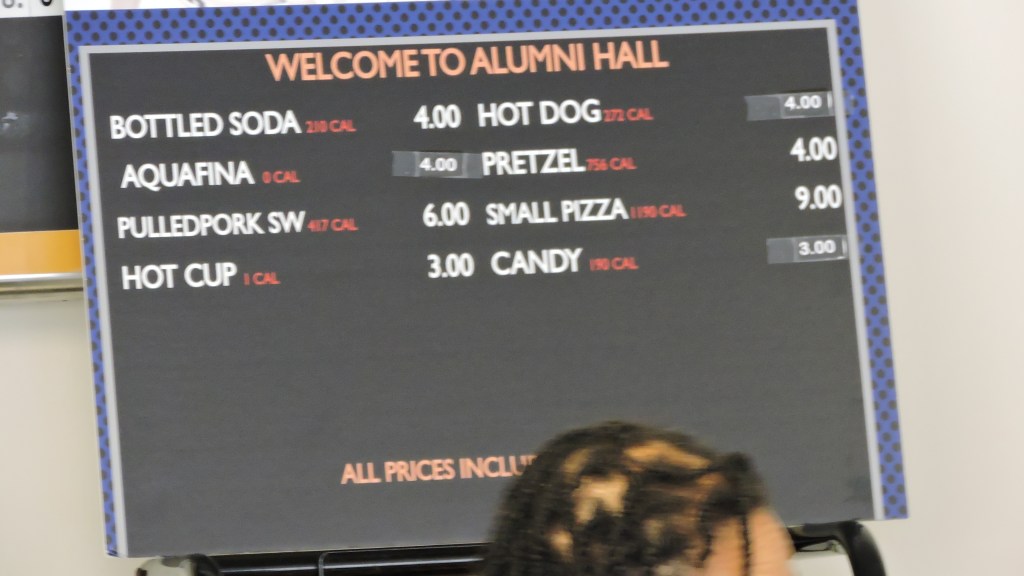 WELCOME TO ALUMNI HALL
BOTTLED SODA 210 CAL 4.00
AQUAFINA 0 CAL 4.00
PULLEDPORK SW 417 CAL 6.00
HOT CUP 1 CAL 3.00
HOT DOG 272 CAL 4.00
PRETZEL 756 CAL 4.00
SMALL PIZZA 1190 CAL 9.00
CANDY 190 CAL 3.00
ALL PRICES